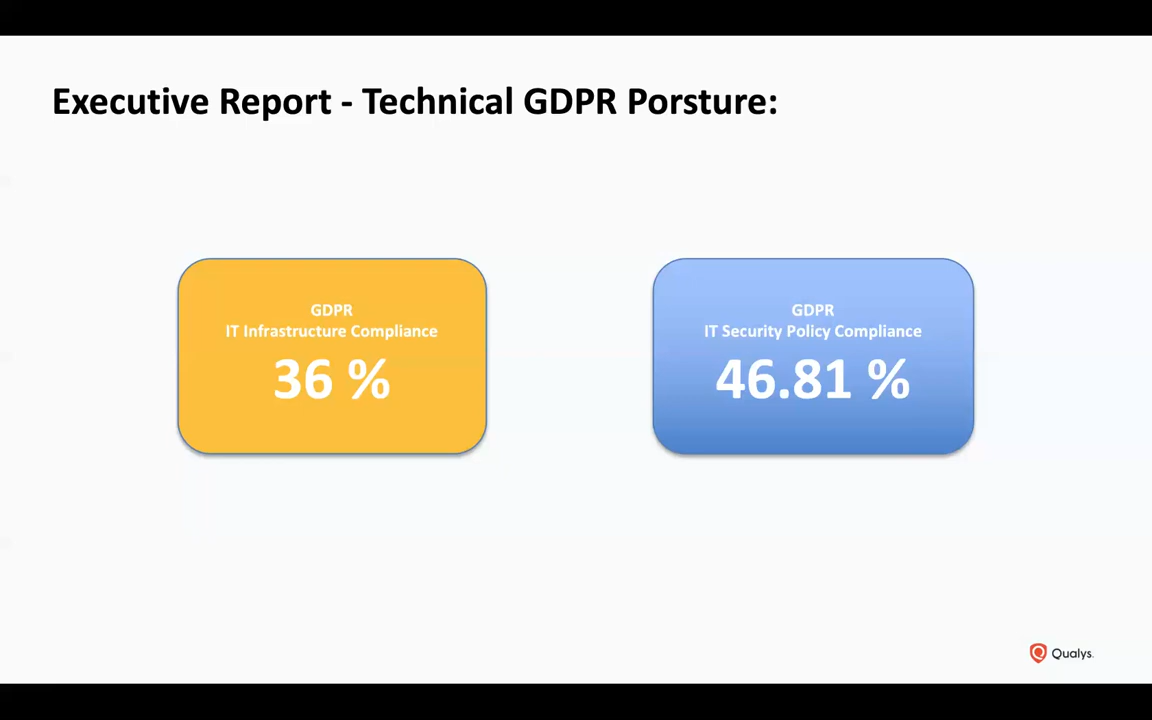 Executive Report - Technical GDPR Porsture:
GDPR
IT Infrastructure Compliance
36 %
GDPR
IT Security Policy Compliance
46.81 %
Qualys.